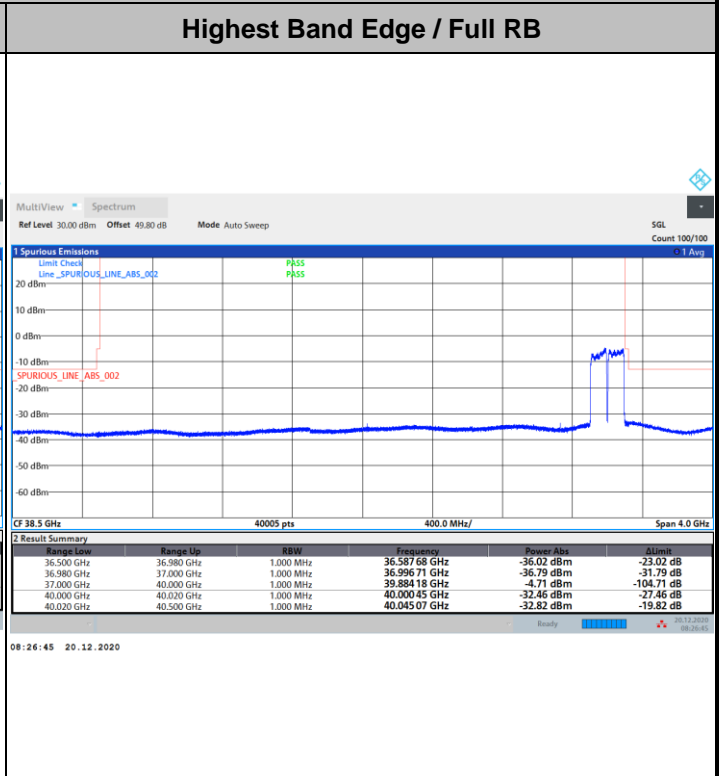 Highest Band Edge / Full RB
MultiView Spectrum
Ref Level 30.00 dBm Offset 49.80 dB Mode Auto Sweep SGL
Count 100/100
1 Spurious Emissions 1 Avg
Limit Check PASS
Line _SPURIOUS_LINE_ABS_002 PASS
20 dBm
10 dBm
0 dBm
-10 dBm
_SPURIOUS_LINE_ABS_002
-20 dBm
-30 dBm
-40 dBm
-50 dBm
-60 dBm
CF 38.5 GHz 40005 pts 400.0 MHz/ Span 4.0 GHz
2 Result Summary
Range Low Range Up RBW Frequency Power Abs ΔLimit
36.500 GHz 36.980 GHz 1.000 MHz 36.587 68 GHz -36.02 dBm -23.02 dB
36.980 GHz 37.000 GHz 1.000 MHz 36.996 71 GHz -36.79 dBm -31.79 dB
37.000 GHz 40.000 GHz 1.000 MHz 39.884 18 GHz -4.71 dBm -104.71 dB
40.000 GHz 40.020 GHz 1.000 MHz 40.000 45 GHz -32.46 dBm -27.46 dB
40.020 GHz 40.500 GHz 1.000 MHz 40.045 07 GHz -32.82 dBm -19.82 dB
Ready 20.12.2020
08:26:45
08:26:45 20.12.2020